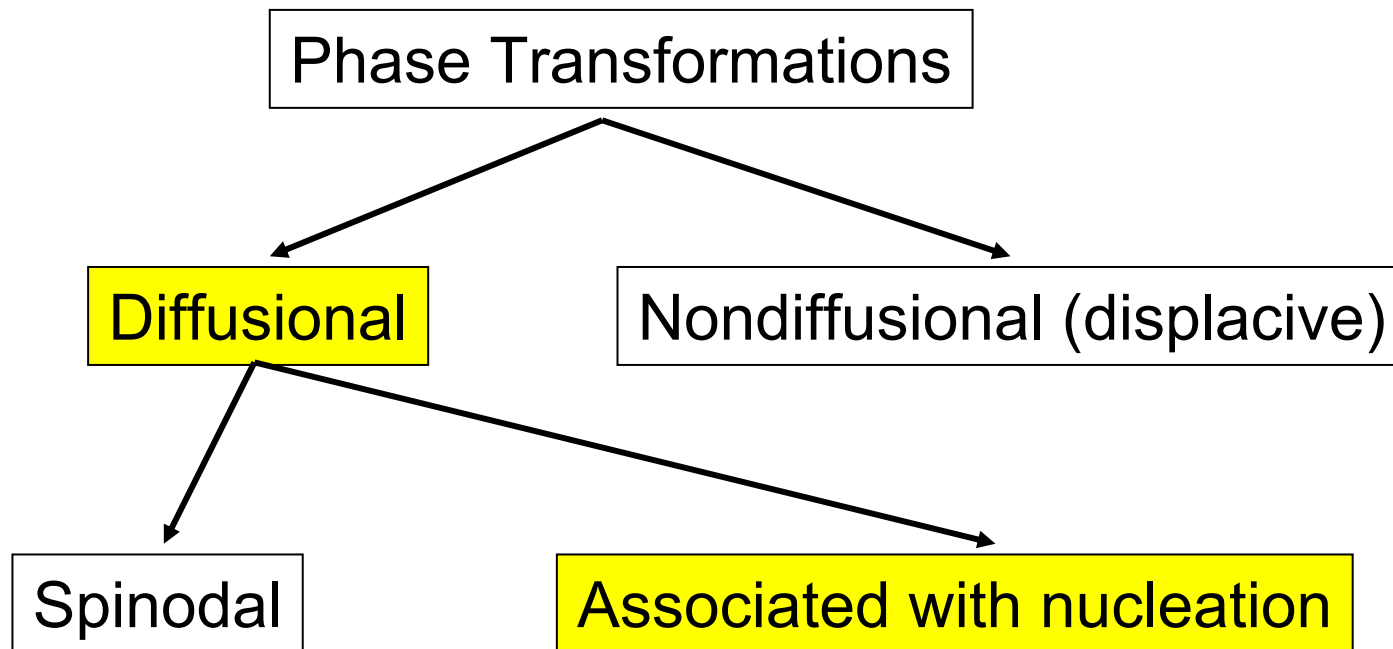 Phase Transformations
Diffusional
Nondiffusional (displacive)
Spinodal
Associated with nucleation